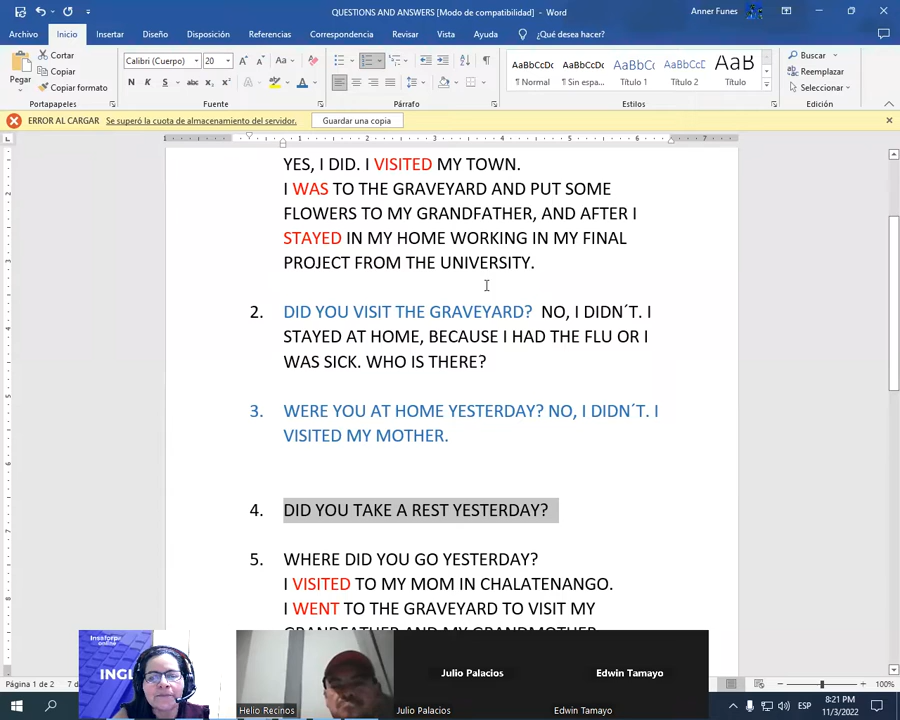 QUESTIONS AND ANSWERS [Modo de compatibilidad] - Word
Anner Funes
Archivo Inicio Insertar Diseño Disposición Referencias Correspondencia Revisar Vista Ayuda ¿Qué desea hacer?
Pegar
Cortar
Copiar
Copiar formato
Portapapeles
Calibri (Cuerpo) 20
N K S
Fuente
Párrafo
AaBbCcDc AaBbCcDc AaBbCc AaBbCcD AaB
¶ Normal ¶ Sin espa... Título 1 Título 2 Título
Estilos
Buscar
Reemplazar
Seleccionar
Edición
ERROR AL CARGAR Se superó la cuota de almacenamiento del servidor. Guardar una copia
YES, I DID. I VISITED MY TOWN.
I WAS TO THE GRAVEYARD AND PUT SOME
FLOWERS TO MY GRANDFATHER, AND AFTER I
STAYED IN MY HOME WORKING IN MY FINAL
PROJECT FROM THE UNIVERSITY.
2. DID YOU VISIT THE GRAVEYARD? NO, I DIDN´T. I
STAYED AT HOME, BECAUSE I HAD THE FLU OR I
WAS SICK. WHO IS THERE?
3. WERE YOU AT HOME YESTERDAY? NO, I DIDN´T. I
VISITED MY MOTHER.
4. DID YOU TAKE A REST YESTERDAY?
5. WHERE DID YOU GO YESTERDAY?
I VISITED TO MY MOM IN CHALATENANGO.
I WENT TO THE GRAVEYARD TO VISIT MY
GRANDFATHER AND MY GRANDMOTHER
Insaforp
online
INGL
Helio Recinos
Julio Palacios
Julio Palacios
Edwin Tamayo
Edwin Tamayo
Página 1 de 2
100%
ESP
8:21 PM
11/3/2022